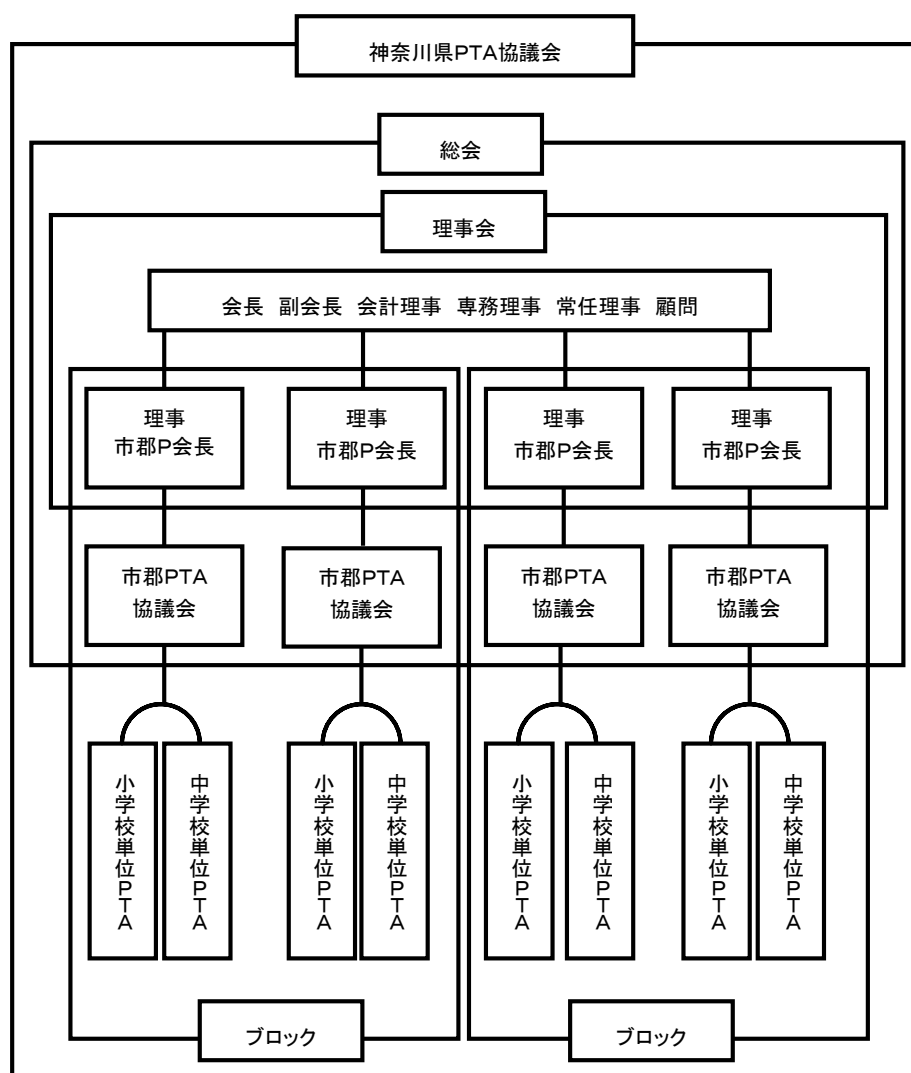 神奈川県PTA協議会
総会
理事会
会長 副会長 会計理事 専務理事 常任理事 顧問
理事
市郡P会長
理事
市郡P会長
理事
市郡P会長
理事
市郡P会長
市郡PTA
協議会
市郡PTA
協議会
市郡PTA
協議会
市郡PTA
協議会
小学校単位PTA
中学校単位PTA
小学校単位PTA
中学校単位PTA
小学校単位PTA
中学校単位PTA
小学校単位PTA
中学校単位PTA
ブロック
ブロック